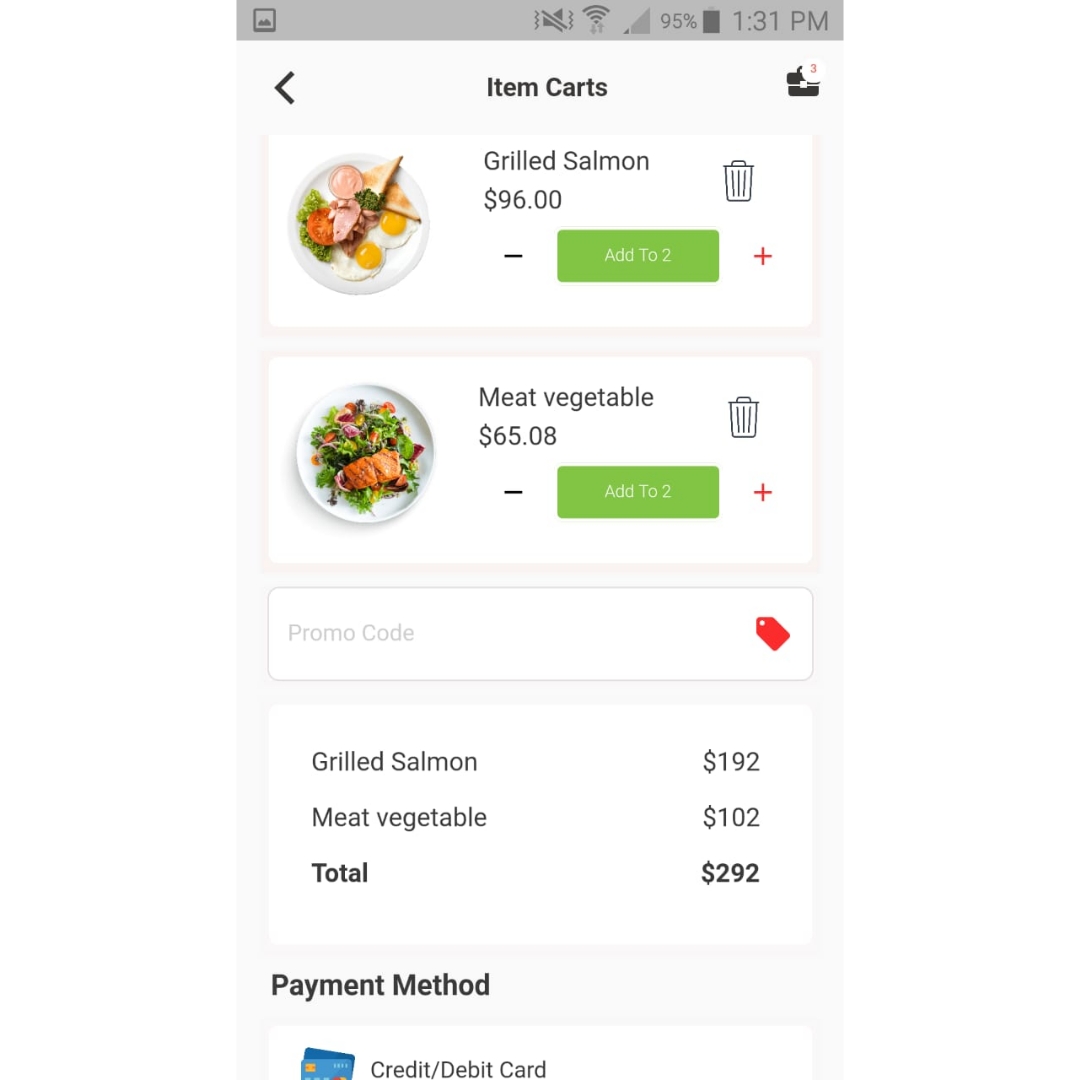 95% 1:31 PM
Item Carts
3
Grilled Salmon
$96.00
− Add To 2 +
Meat vegetable
$65.08
− Add To 2 +
Promo Code
Grilled Salmon $192
Meat vegetable $102
Total $292
Payment Method
Credit/Debit Card